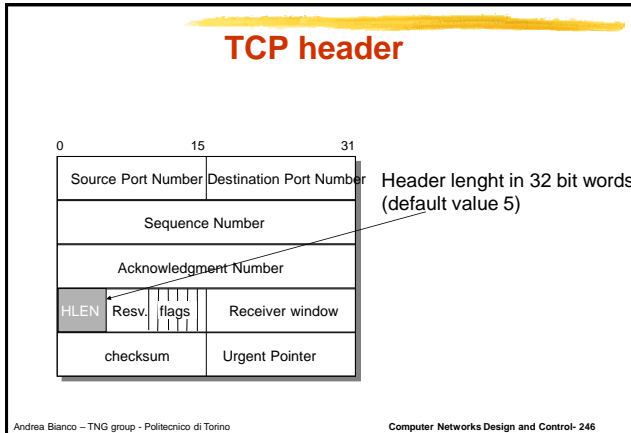 TCP header
0 15 31
Source Port Number Destination Port Number
Header lenght in 32 bit words
(default value 5)
Sequence Number
Acknowledgment Number
HLEN Resv. flags Receiver window
checksum Urgent Pointer
Andrea Bianco – TNG group - Politecnico di Torino
Computer Networks Design and Control- 246